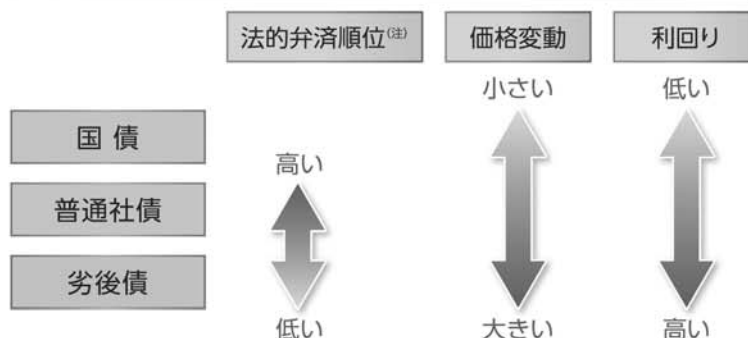 法的弁済順位(注) 価格変動 利回り
小さい 低い
国債
高い
普通社債
劣後債
低い 大きい 高い